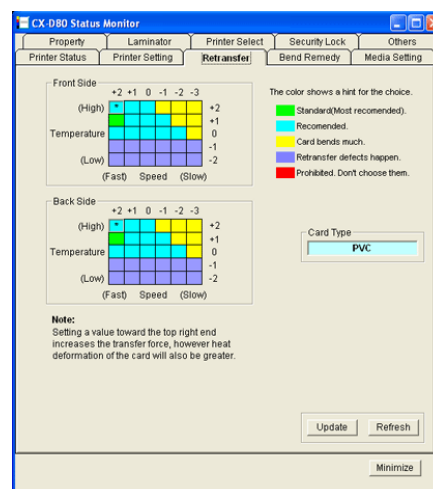 CX-D80 Status Monitor
Property Laminator Printer Select Security Lock Others
Printer Status Printer Setting Retransfer Bend Remedy Media Setting
Front Side
+2 +1 0 -1 -2 -3
(High) * +2
+1
Temperature 0
-1
(Low) -2
(Fast) Speed (Slow)
The color shows a hint for the choice.
Standard(Most recomended).
Recomended.
Card bends much.
Retransfer defects happen.
Prohibited. Don't choose them.
Back Side
+2 +1 0 -1 -2 -3
(High) * +2
+1
Temperature 0
-1
(Low) -2
(Fast) Speed (Slow)
Card Type
PVC
Note:
Setting a value toward the top right end
increases the transfer force, however heat
deformation of the card will also be greater.
Update Refresh
Minimize